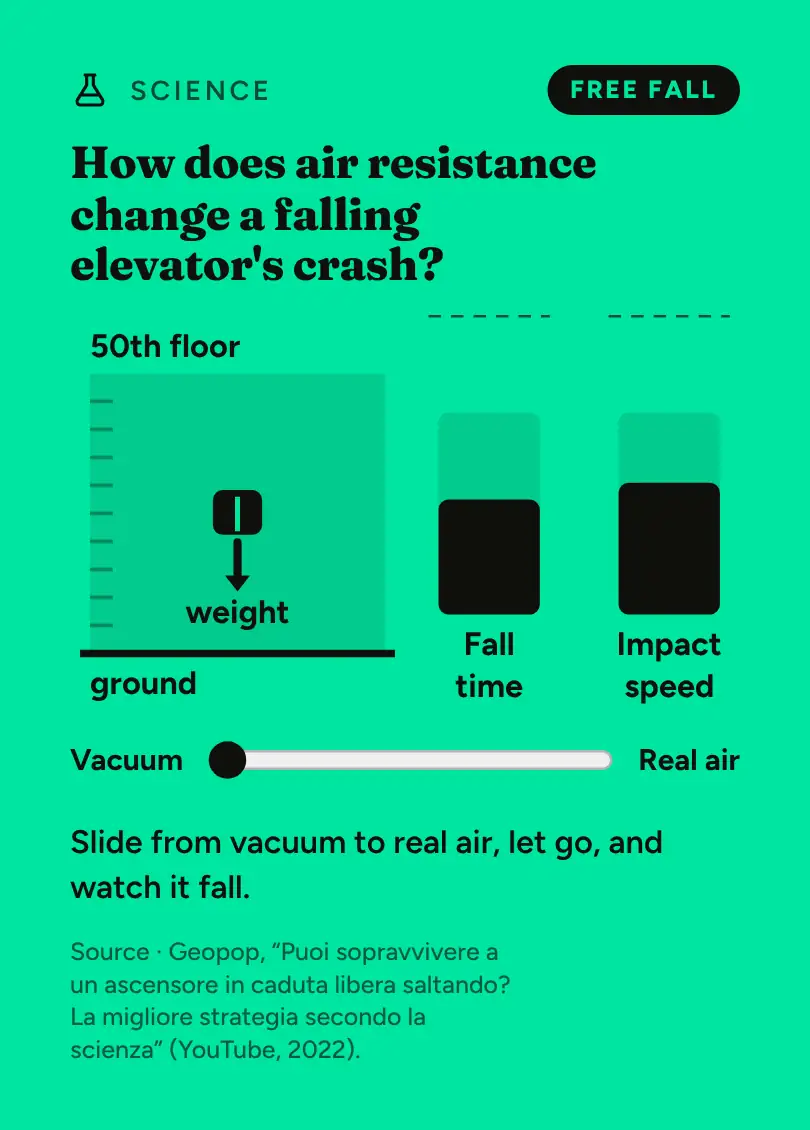 SCIENCE
FREE FALL
How does air resistance
change a falling
elevator's crash?
50th floor
weight
ground
Fall
time
Impact
speed
Vacuum
Real air
Slide from vacuum to real air, let go, and
watch it fall.
Source · Geopop, “Puoi sopravvivere a
un ascensore in caduta libera saltando?
La migliore strategia secondo la
scienza” (YouTube, 2022).